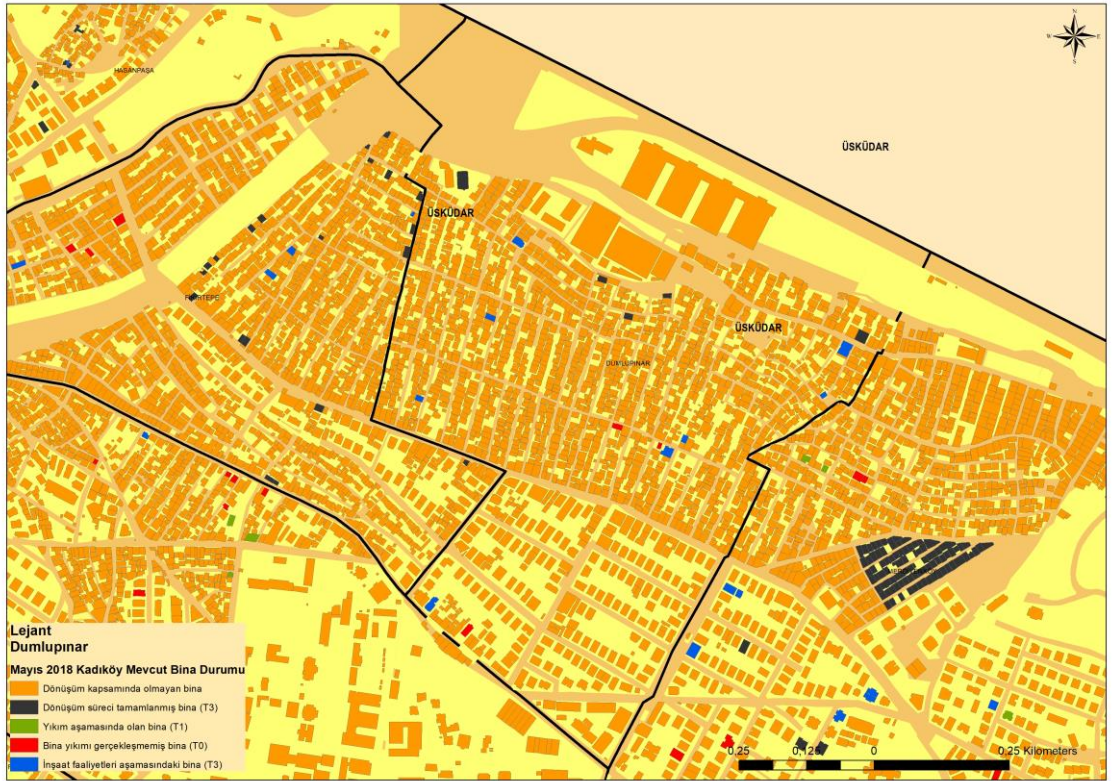 N
W E
S
HASANPAŞA
ÜSKÜDAR
ÜSKÜDAR
FİKİRTEPE
ÜSKÜDAR
DUMLUPINAR
Lejant
Dumlupınar
Mayıs 2018 Kadıköy Mevcut Bina Durumu
Dönüşüm kapsamında olmayan bina
Dönüşüm süreci tamamlanmış bina (T3)
Yıkım aşamasında olan bina (T1)
Bina yıkımı gerçekleşmemiş bina (T0)
İnşaat faaliyetleri aşamasındaki bina (T3)
0,25 0,125 0 0,25 Kilometers